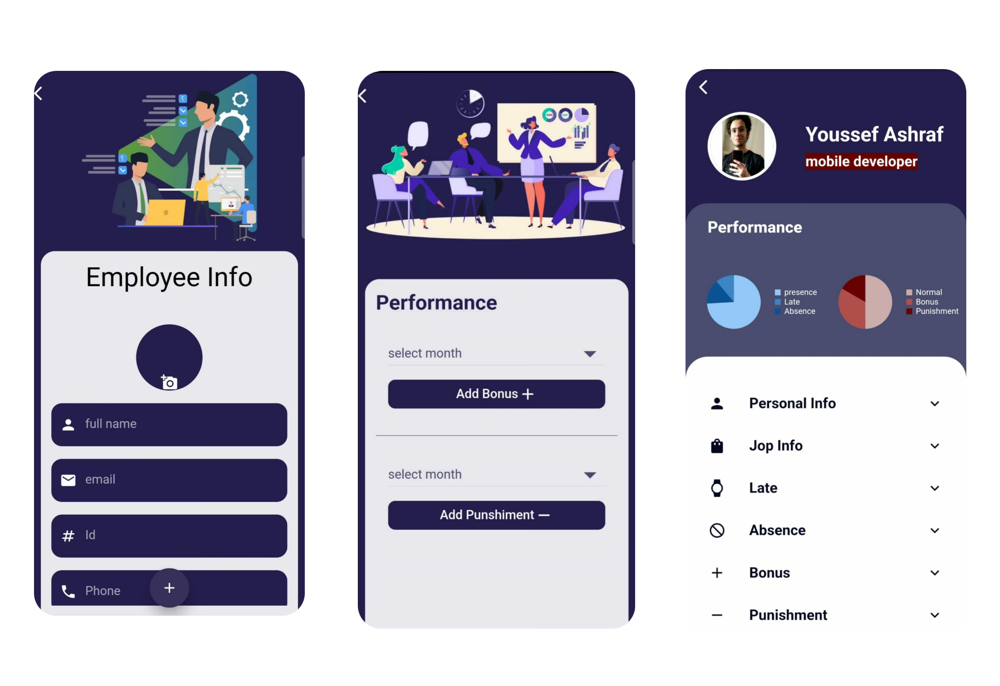 Employee Info
full name
email
Id
Phone
Performance
select month
Add Bonus
select month
Add Punshiment
Youssef Ashraf
mobile developer
Performance
presence
Late
Absence
Normal
Bonus
Punishment
Personal Info
Jop Info
Late
Absence
Bonus
Punishment